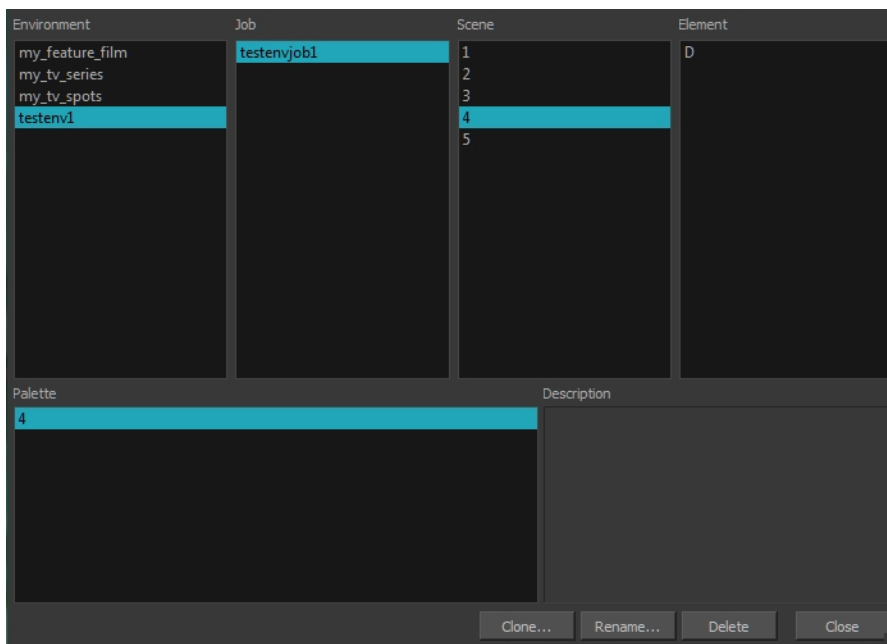 Environment
Job
Scene
Element
my_feature_film
my_tv_series
my_tv_spots
testenv1
testenvjob1
1
2
3
4
5
D
Palette
Description
4
Clone...
Rename...
Delete
Close